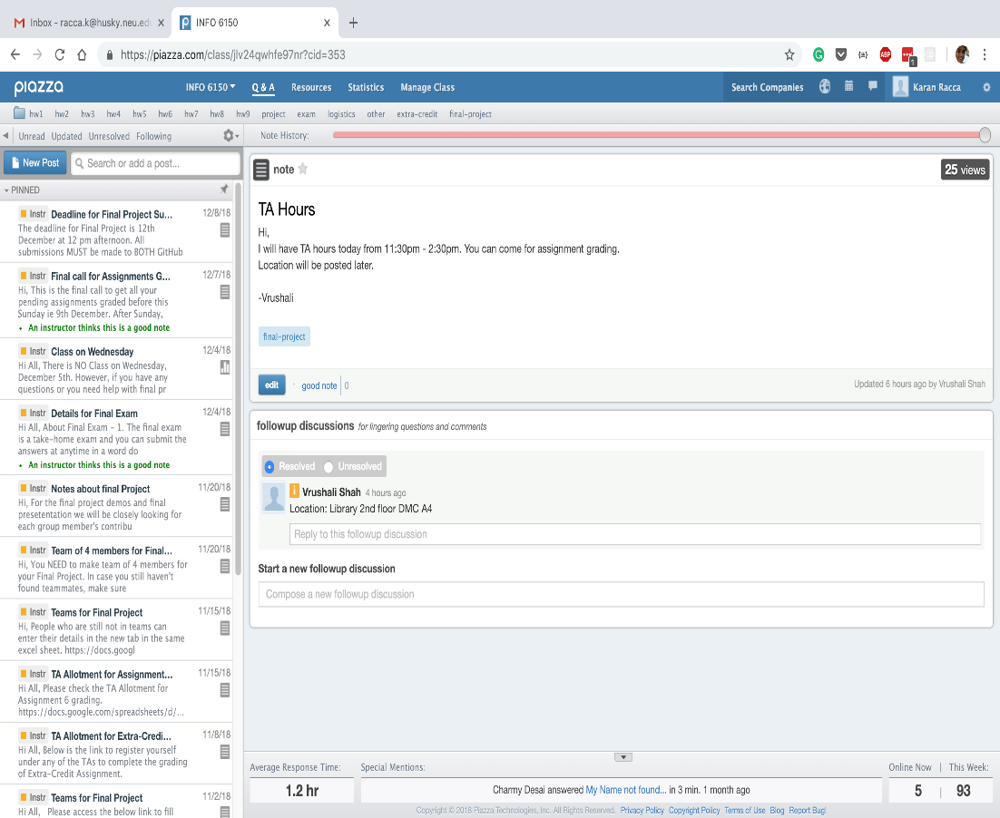 Inbox - racca.k@husky.neu.ed
INFO 6150
https://piazza.com/class/jlv24qwhfe97nr?cid=353
ABP
1
piazza
INFO 6150
Q & A
Resources
Statistics
Manage Class
Search Companies
Karan Racca
hw1 hw2 hw3 hw4 hw5 hw6 hw7 hw8 hw9 project exam logistics other extra-credit final-project
Unread Updated Unresolved Following
Note History:
New Post
Search or add a post...
PINNED
Instr Deadline for Final Project Su... 12/8/18
The deadline for Final Project is 12th
December at 12 pm afternoon. All
submissions MUST be made to BOTH GitHub
Instr Final call for Assignments G... 12/7/18
Hi, This is the final call to get all your
pending assignments graded before this
Sunday ie 9th December. After Sunday,
• An instructor thinks this is a good note
Instr Class on Wednesday 12/4/18
Hi All, There is NO Class on Wednesday,
December 5th. However, if you have any
questions or you need help with final pr
Instr Details for Final Exam 12/4/18
Hi All, About Final Exam - 1. The final exam
is a take-home exam and you can submit the
answers at anytime in a word do
• An instructor thinks this is a good note
Instr Notes about final Project 11/20/18
Hi, For the final project demos and final
presetentation we will be closely looking for
each group member's contribu
Instr Team of 4 members for Final... 11/20/18
Hi, You NEED to make team of 4 members for
your Final Project. In case you still haven't
found teammates, make sure
Instr Teams for Final Project 11/15/18
Hi, People who are still not in teams can
enter their details in the new tab in the same
excel sheet. https://docs.googl
Instr TA Allotment for Assignment... 11/15/18
Hi All, Please check the TA Allotment for
Assignment 6 grading.
https://docs.google.com/spreadsheets/d/...
Instr TA Allotment for Extra-Credi... 11/8/18
Hi All, Below is the link to register yourself
under any of the TAs to complete the grading
of Extra-Credit Assignment.
Instr Teams for Final Project 11/2/18
Hi All, Please access the below link to fill
note
25 views
TA Hours
Hi,
I will have TA hours today from 11:30pm - 2:30pm. You can come for assignment grading.
Location will be posted later.
-Vrushali
final-project
edit · good note 0
Updated 6 hours ago by Vrushali Shah
followup discussions for lingering questions and comments
Resolved Unresolved
i Vrushali Shah 4 hours ago
Location: Library 2nd floor DMC A4
Reply to this followup discussion
Start a new followup discussion
Compose a new followup discussion
Average Response Time: Special Mentions: Online Now | This Week:
1.2 hr Charmy Desai answered My Name not found... in 3 min. 1 month ago 5 93
Copyright © 2018 Piazza Technologies, Inc. All Rights Reserved. Privacy Policy Copyright Policy Terms of Use Blog Report Bug!